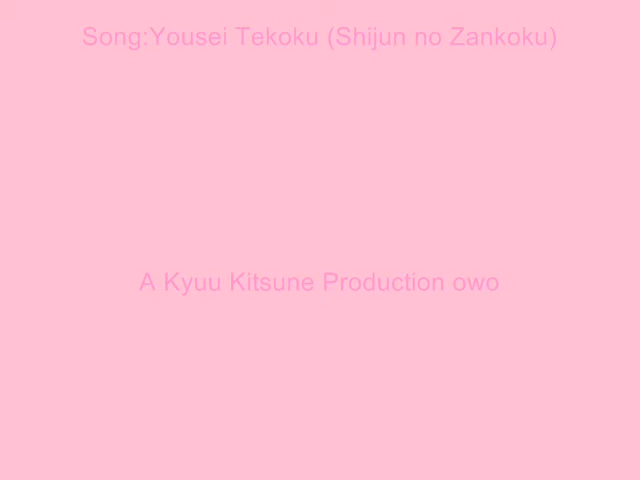 Song:Yousei Tekoku (Shijun no Zankoku)
A Kyuu Kitsune Production owo